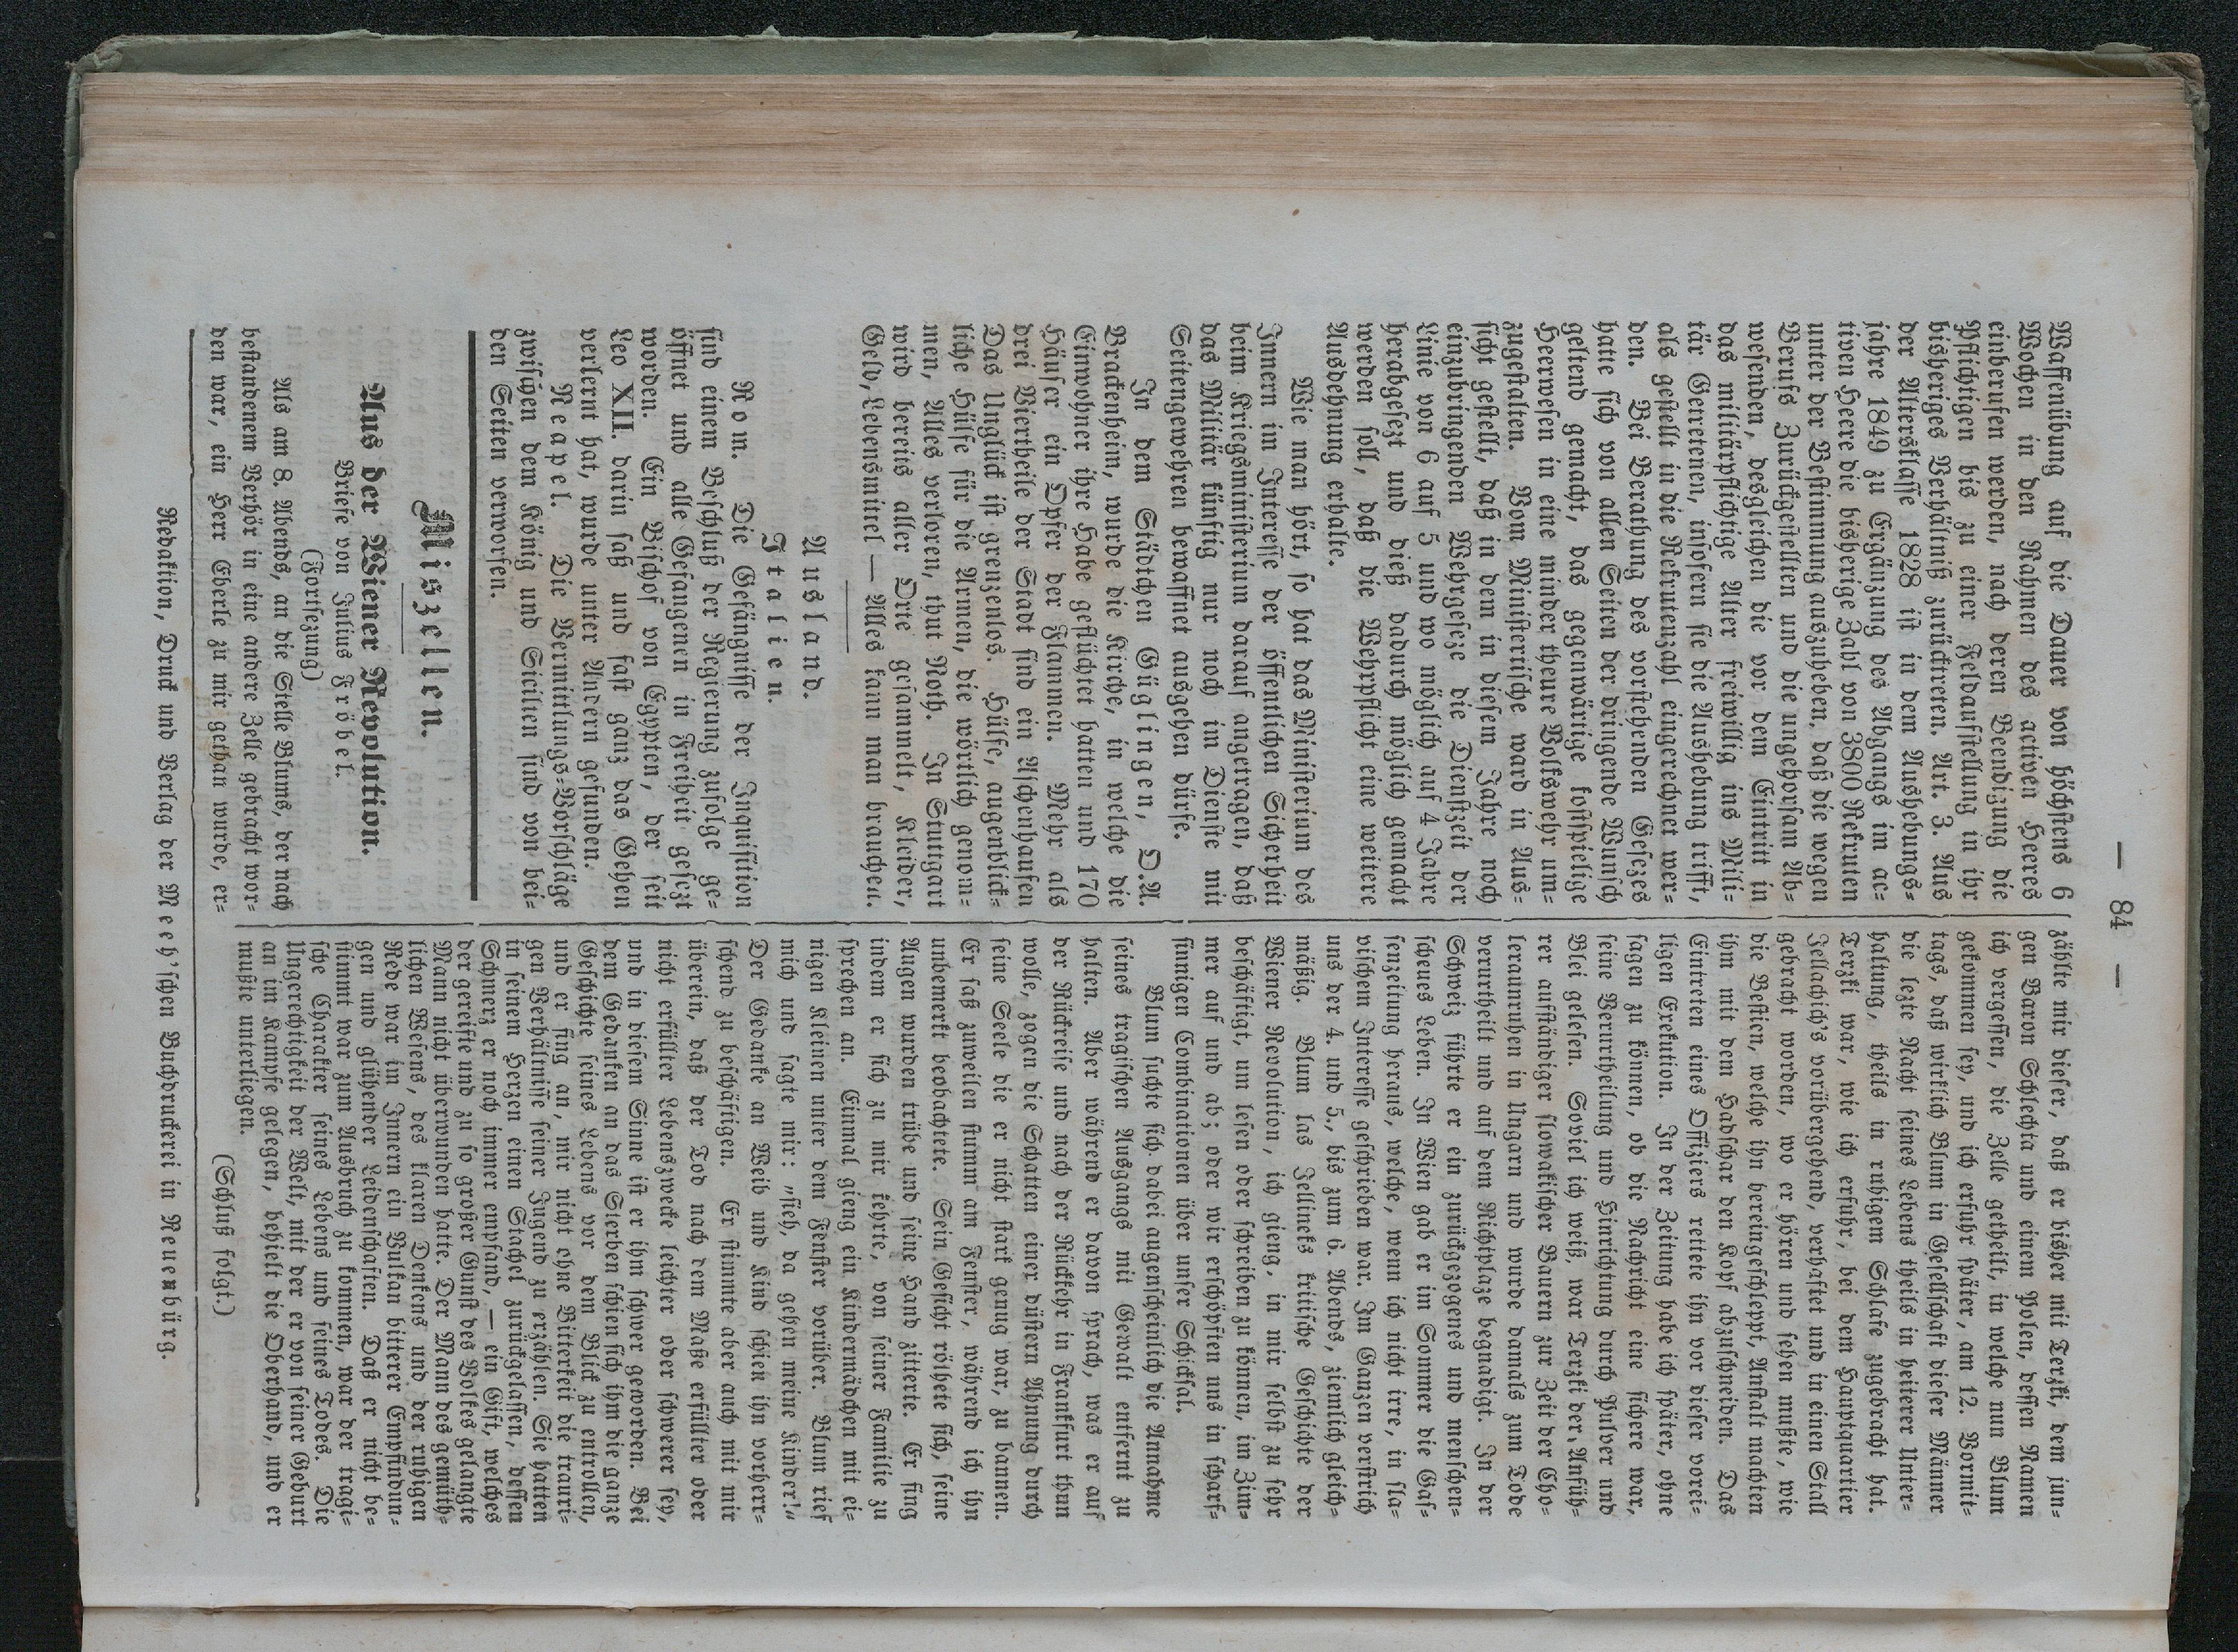 — 84 —
Waffenübung auf die Dauer von höchstens 6
Wochen in den Rahmen des activen Heeres
einberufen werden, nach deren Beendigung die
Pflichtigen bis zu einer Feldaufstellung in ihr
bisheriges Verhältniß zurücktreten. Art. 3. Aus
der Altersklasse 1828 ist in dem Aushebungs-
jahre 1849 zu Ergänzung des Abgangs im ac-
tiven Heere die bisherige Zahl von 3800 Rekruten
unter der Bestimmung auszuheben, daß die wegen
Berufs Zurückgestellten und die ungehorsam Ab-
wesenden, desgleichen die vor dem Eintritt in
das militärpflichtige Alter freiwillig ins Mili-
tär Getretenen, insofern sie die Aushebung trifft,
als gestellt in die Rekrutenzahl eingerechnet wer-
den. Bei Berathung des vorstehenden Gesetzes
hatte sich von allen Seiten der dringende Wunsch
geltend gemacht, das gegenwärtige kostspielige
Heerwesen in eine minder theure Volkswehr um-
zugestalten. Vom Ministertische ward in Aus-
sicht gestellt, daß in dem in diesem Jahre noch
einzubringenden Wehrgeseze die Dienstzeit der
Linie von 6 auf 5 und wo möglich auf 4 Jahre
herabgesezt und dieß dadurch möglich gemacht
werden soll, daß die Wehrpflicht eine weitere
Ausdehnung erhalte.
Wie man hört, so hat das Ministerium des
Innern im Interesse der öffentlichen Sicherheit
beim Kriegsministerium darauf angetragen, daß
das Militär künftig nur noch im Dienste mit
Seitengewehren bewaffnet ausgehen dürfe.
In dem Städtchen Güglingen, O.A.
Brakenheim, wurde die Kirche, in welche die
Einwohner ihre Habe geflüchtet hatten und 170
Häuser ein Opfer der Flammen. Mehr als
drei Viertheile der Stadt sind ein Aschenhaufen
Das Unglück ist grenzenlos. Hülfe, augenblick-
liche Hülfe für die Armen, die wörtlich genom-
men, Alles verloren, thut Noth. In Stuttgart
wird bereits aller Orte gesammelt, Kleider,
Geld, Lebensmittel — Alles kann man brauchen.
Ausland.
Italien.
Rom. Die Gefängnisse der Inquisition
sind einem Beschluß der Regierung zufolge ge-
öffnet und alle Gefangenen in Freiheit gesezt
worden. Ein Bischof von Egypten, der seit
Leo XII. darin saß und fast ganz das Gehen
verlernt hat, wurde unter Andern gefunden.
Neapel. Die Vermittlungs-Vorschläge
zwischen dem König und Sicilien sind von bei-
den Seiten verworfen.
Miszellen.
Aus der Wiener Revolution.
Briefe von Julius Fröbel.
(Fortsezung)
Als am 8. Abends, an die Stelle Blums, der nach
bestandenem Verhör in eine andere Zelle gebracht wor-
den war, ein Herr Eberle zu mir gethan wurde, er-
zählte mir dieser, daß er bisher mit Terzki, dem jun-
gen Baron Schlechta und einem Polen, dessen Namen
ich vergessen, die Zelle getheilt, in welche nun Blum
gekommen sey, und ich erfuhr später, am 12. Vormit-
tags, daß wirklich Blum in Gesellschaft dieser Männer
die lezte Nacht seines Lebens theils in heiterer Unter-
haltung, theils in ruhigem Schlafe zugebracht hat.
Terzki war, wie ich erfuhr, bei dem Hauptquartier
Jellachich's vorübergehend, verhaftet und in einen Stall
gebracht worden, wo er hören und sehen mußte, wie
die Bestien, welche ihn hereingeschleppt, Anstalt machten
ihm mit dem Handschar den Kopf abzuschneiden. Das
Eintreten eines Offiziers rettete ihn vor dieser vorei-
ligen Exekution. In der Zeitung habe ich später, ohne
sagen zu können, ob die Nachricht eine sichere war,
seine Verurtheilung und Hinrichtung durch Pulver und
Blei gelesen. Soviel ich weiß, war Terzki der Anfüh-
rer aufständiger slowakischer Bauern zur Zeit der Cho-
leraunruhen in Ungarn und wurde damals zum Tode
verurtheilt und auf dem Richtplaze begnadigt. In der
Schweiz führte er ein zurückgezogenes und menschen-
scheues Leben. In Wien gab er im Sommer die Gas-
senzeitung heraus, welche, wenn ich nicht irre, in sla-
vischem Interesse geschrieben war. Im Ganzen verstrich
uns der 4. und 5., bis zum 6. Abends, ziemlich gleich-
mäßig. Blum las Jellineks kritische Geschichte der
Wiener Revolution, ich gieng, in mir selbst zu sehr
beschäftigt, um lesen oder schreiben zu können, im Zim-
mer auf und ab; oder wir erschöpften uns in scharf-
sinnigen Combinationen über unser Schicksal.
Blum suchte sich dabei augenscheinlich die Annahme
seines tragischen Ausgangs mit Gewalt entfernt zu
halten. Aber während er davon sprach, was er auf
der Rückreise und nach der Rückkehr in Frankfurt thun
wolle, zogen die Schatten einer düstern Ahnung durch
seine Seele die er nicht stark genug war, zu bannen.
Er saß zuweilen stumm am Fenster, während ich ihn
unbemerkt beobachtete. Sein Gesicht röthete sich, seine
Augen wurden trübe und seine Hand zitterte. Er fing
indem er sich zu mir kehrte, von seiner Familie zu
sprechen an. Einmal gieng ein Kindermädchen mit ei-
nigen Kleinen unter dem Fenster vorüber. Blum rief
mich und sagte mir: „sieh, da gehen meine Kinder!"
Der Gedanke an Weib und Kind schien ihn vorherr-
schend zu beschäftigen. Er stimmte aber auch mit mir
überein, daß der Tod nach dem Maße erfüllter oder
nicht erfüllter Lebenszwecke leichter oder schwerer sey,
und in diesem Sinne ist er ihm schwer geworden. Bei
dem Gedanken an das Sterben schien sich ihm die ganze
Geschichte seines Lebens vor dem Blick zu entrollen,
und er fing an, mir nicht ohne Bitterkeit die trauri-
gen Verhältnisse seiner Jugend zu erzählen. Sie hatten
in seinem Herzen einen Stachel zurückgelassen, dessen
Schmerz er noch immer empfand, — ein Gift, welches
der gereifte und zu so großer Gunst des Volkes gelangte
Mann nicht überwunden hatte. Der Mann des gemüth-
lichen Wesens, des klaren Denkens und der ruhigen
Rede war im Innern ein Vulkan bitterer Empfindun-
gen und glühender Leidenschaften. Daß er nicht be-
stimmt war zum Ausbruch zu kommen, war der tragi-
sche Charakter seines Lebens und seines Todes. Die
Ungerechtigkeit der Welt, mit der er von seiner Geburt
an im Kampfe gelegen, behielt die Oberhand, und er
mußte unterliegen.
(Schluß folgt.)
Redaktion, Druck und Verlag der Meeh'schen Buchdruckerei in Neuenbürg.